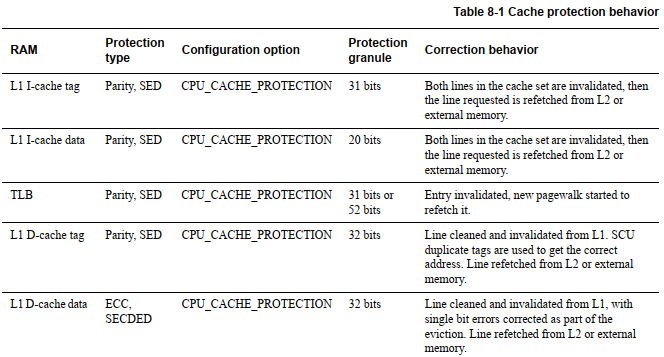 Table 8-1 Cache protection behavior
RAM Protection type Configuration option Protection granule Correction behavior
L1 I-cache tag Parity, SED CPU_CACHE_PROTECTION 31 bits Both lines in the cache set are invalidated, then
the line requested is refetched from L2 or
external memory.
L1 I-cache data Parity, SED CPU_CACHE_PROTECTION 20 bits Both lines in the cache set are invalidated, then
the line requested is refetched from L2 or
external memory.
TLB Parity, SED CPU_CACHE_PROTECTION 31 bits or Entry invalidated, new pagewalk started to
52 bits refetch it.
L1 D-cache tag Parity, SED CPU_CACHE_PROTECTION 32 bits Line cleaned and invalidated from L1. SCU
duplicate tags are used to get the correct
address. Line refetched from L2 or external
memory.
L1 D-cache data ECC, CPU_CACHE_PROTECTION 32 bits Line cleaned and invalidated from L1, with
SECDED single bit errors corrected as part of the
eviction. Line refetched from L2 or external
memory.